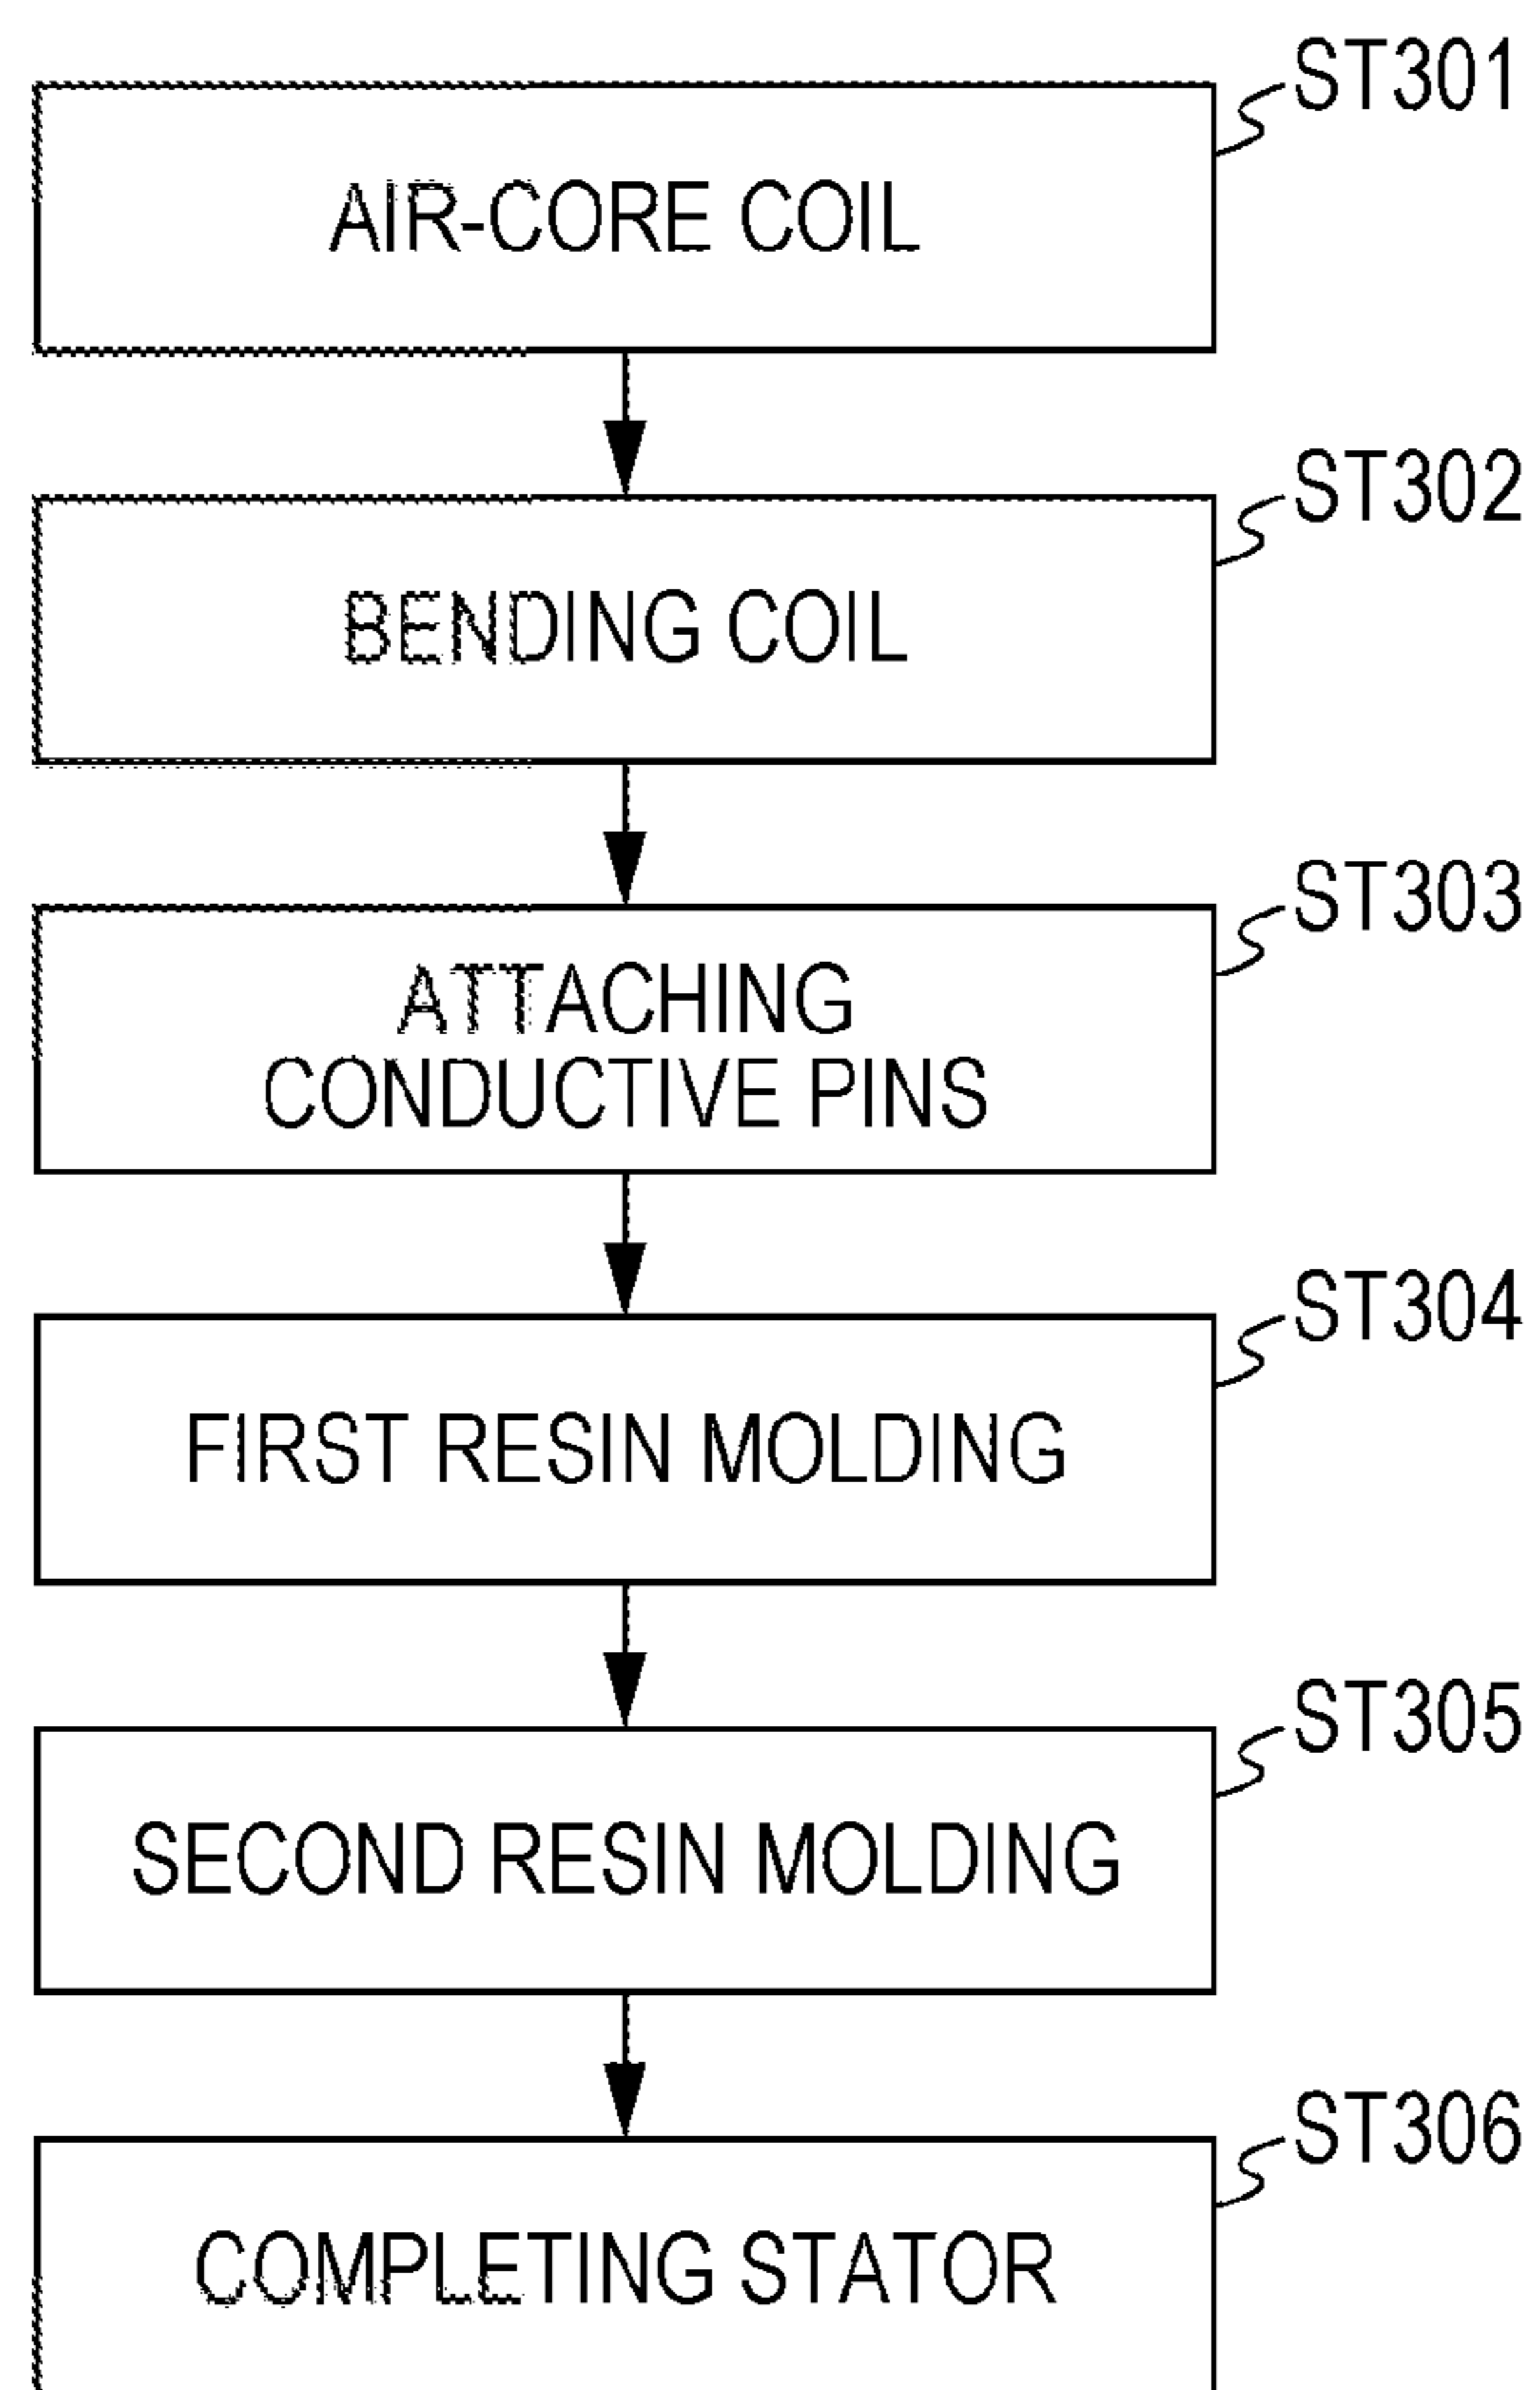 ST301
AIR-CORE COIL
ST302
BENDING COIL
ST303
ATTACHING
CONDUCTIVE PINS
ST304
FIRST RESIN MOLDING
ST305
SECOND RESIN MOLDING
ST306
COMPLETING STATOR